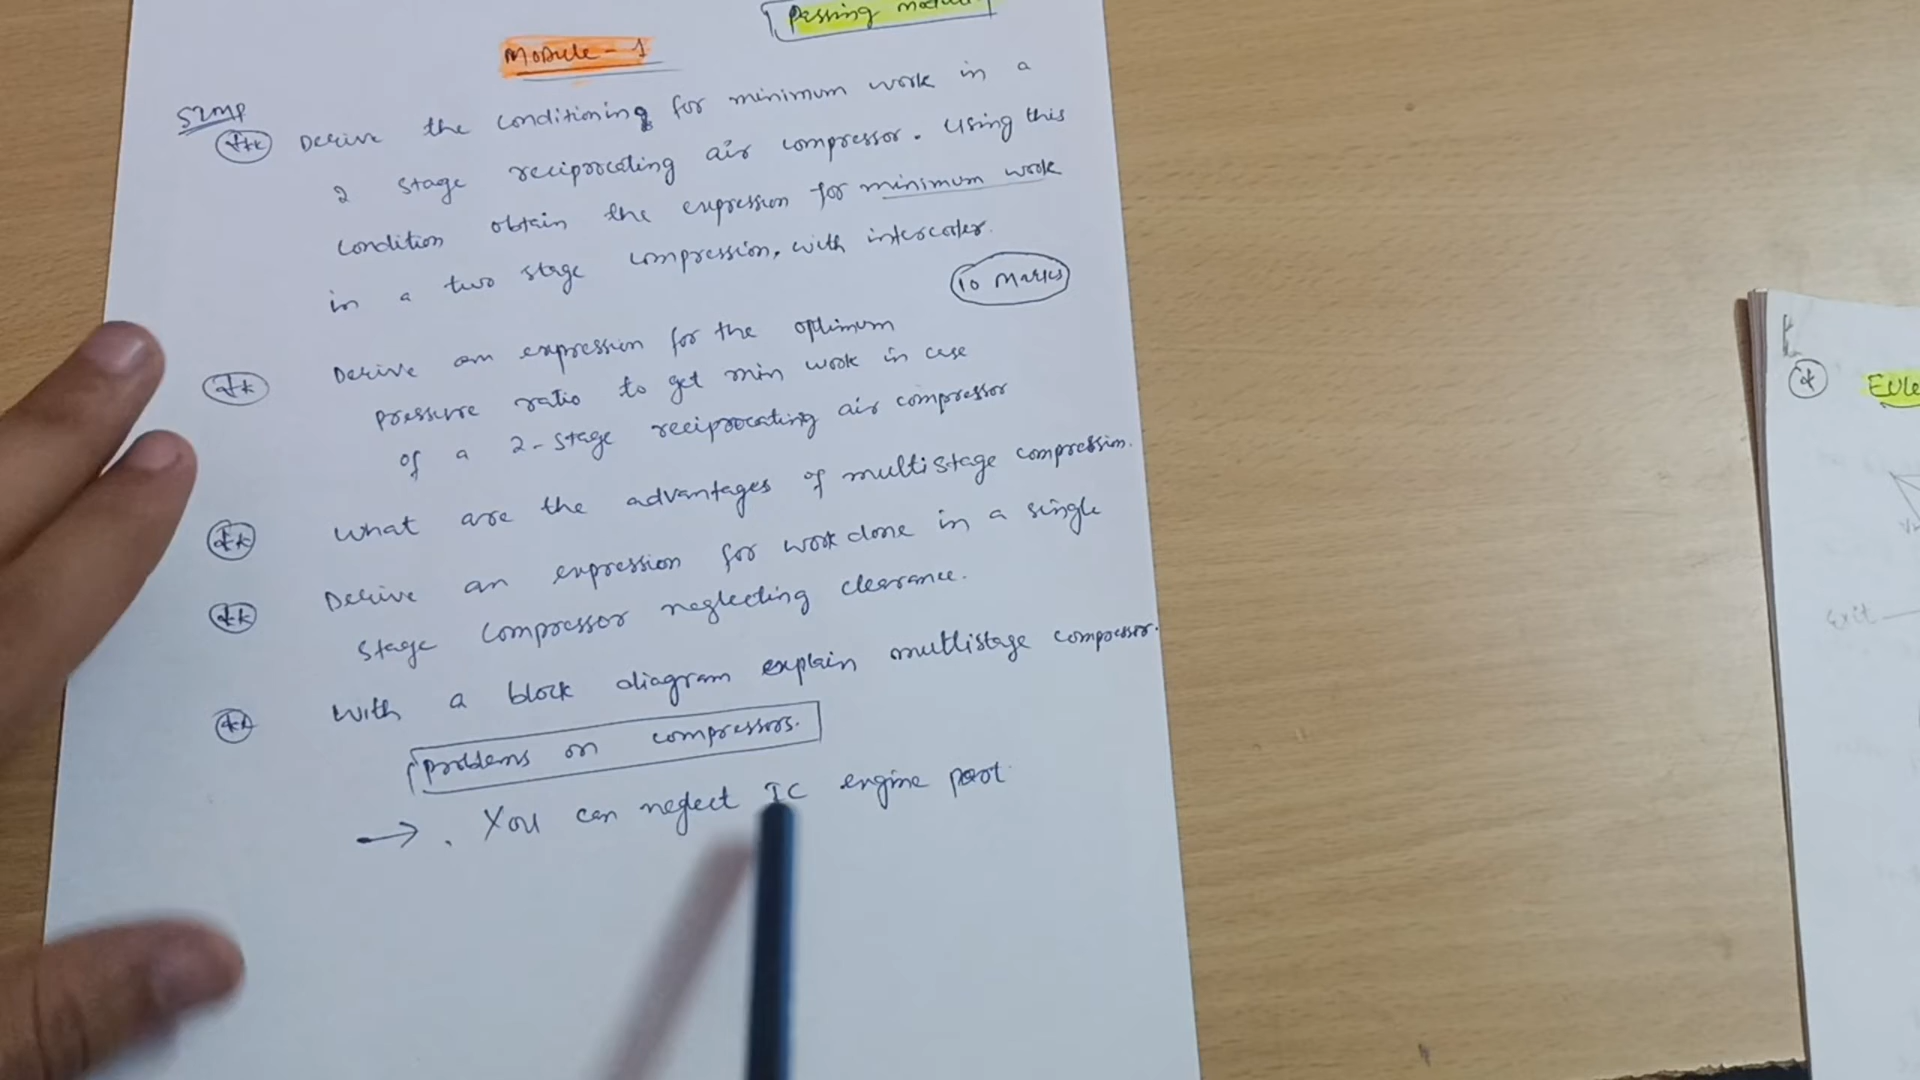 Passing module
Module - 1
SIMP
** Derive the conditioning for minimum work in a
2 stage reciprocating air compressor. Using this
condition obtain the expression for minimum work
in a two stage compression, with intercooler.
10 Marks
** Derive an expression for the optimum
pressure ratio to get min work in case
of a 2-stage reciprocating air compressor
** What are the advantages of multistage compression.
** Derive an expression for work done in a single
stage compressor neglecting clearance.
** With a block diagram explain multistage compressor.
Problems on compressors.
→ . You can neglect IC engine part
* Eule
Exit